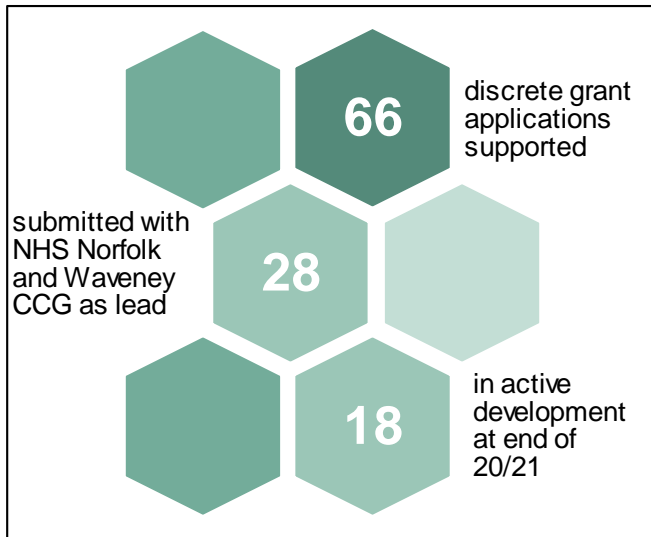 66
discrete grant
applications
supported
submitted with
NHS Norfolk
and Waveney
CCG as lead
28
18
in active
development
at end of
20/21